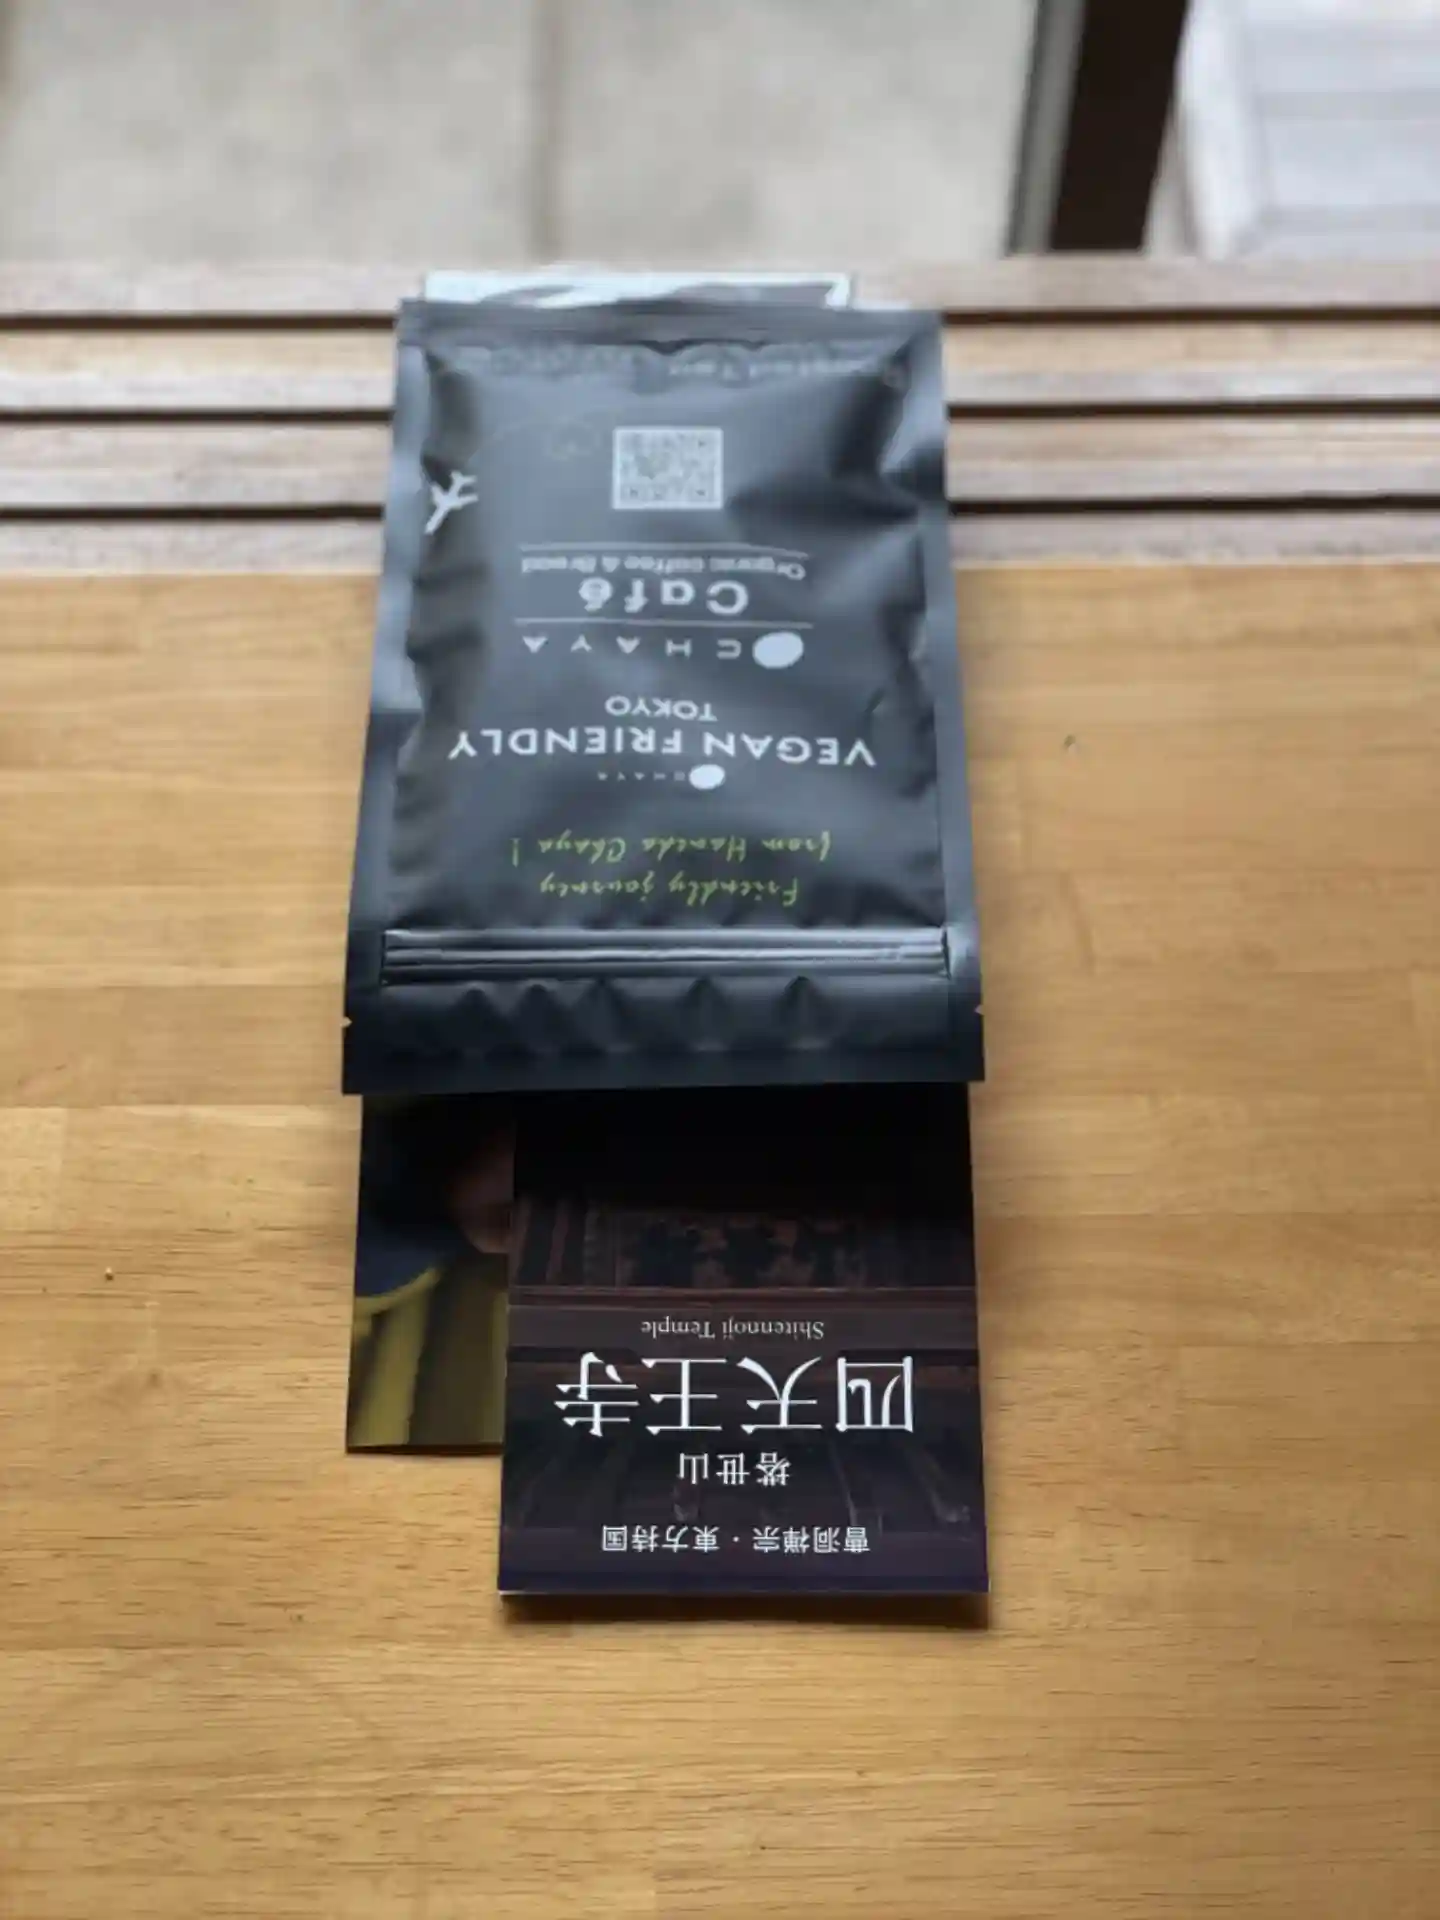 Friendly journey
from Haneda Chaya !
CHAYA
VEGAN FRIENDLY
TOKYO
CHAYA
Café
Organic coffee & Bread
曹洞禅宗・東方持国
塔世山
四天王寺
Shitennoji Temple